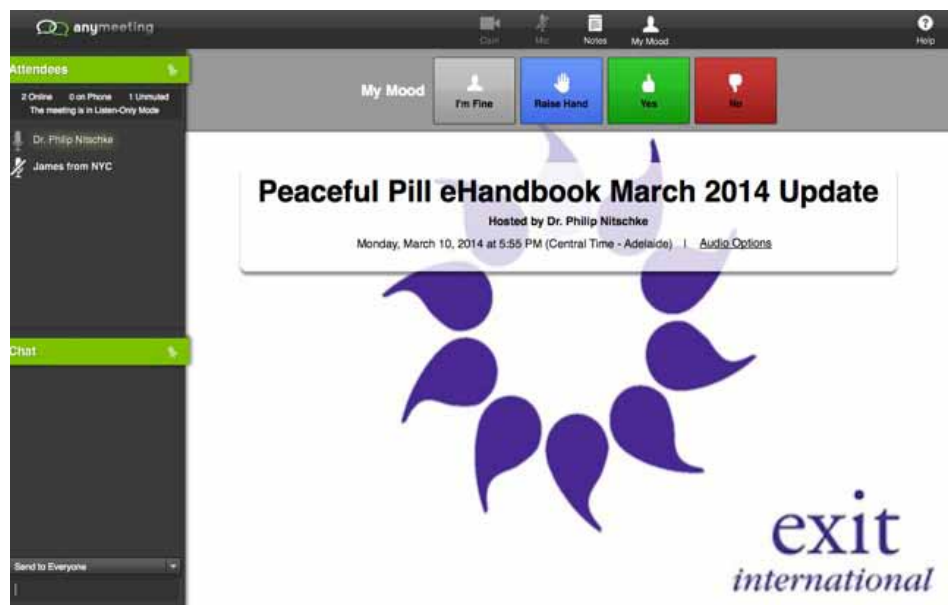 anymeeting
Cam
Mic
Notes
My Mood
Help
Attendees
2 Online 0 on Phone 1 Unmuted
The meeting is in Listen-Only Mode
Dr. Philip Nitschke
James from NYC
My Mood
I'm Fine
Raise Hand
Yes
No
Peaceful Pill eHandbook March 2014 Update
Hosted by Dr. Philip Nitschke
Monday, March 10, 2014 at 5:55 PM (Central Time - Adelaide) | Audio Options
Chat
Send to Everyone
exit
international